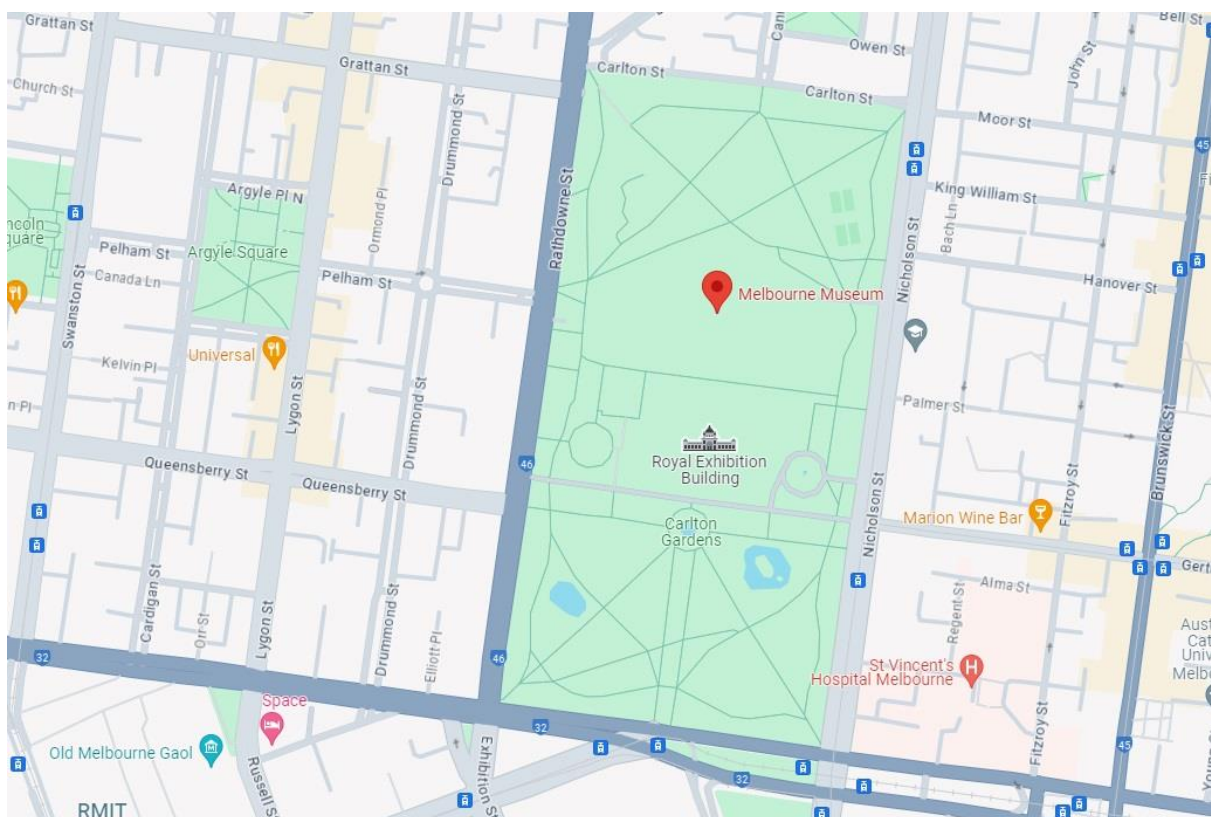 Grattan St
Grattan St
Church St
Carlton St
Carlton St
Owen St
Bell St
John St
Moor St
45
King William St
Bach Ln
Hanover St
Drummond St
Rathdowne St
Argyle Pl N
Ormond Pl
Argyle Square
Pelham St
Pelham St
Canada Ln
Swanston St
Melbourne Museum
Nicholson St
Universal
Kelvin Pl
Lygon St
Drummond St
Palmer St
Brunswick St
Royal Exhibition
Building
46
Queensberry St
Queensberry St
Carlton
Gardens
Marion Wine Bar
Fitzroy St
Nicholson St
Alma St
Regent St
Cardigan St
Orr St
Lygon St
Drummond St
Elliott Pl
46
32
St Vincent's
Hospital Melbourne
H
Space
32
32
Old Melbourne Gaol
Exhibition St
Fitzroy St
45
RMIT